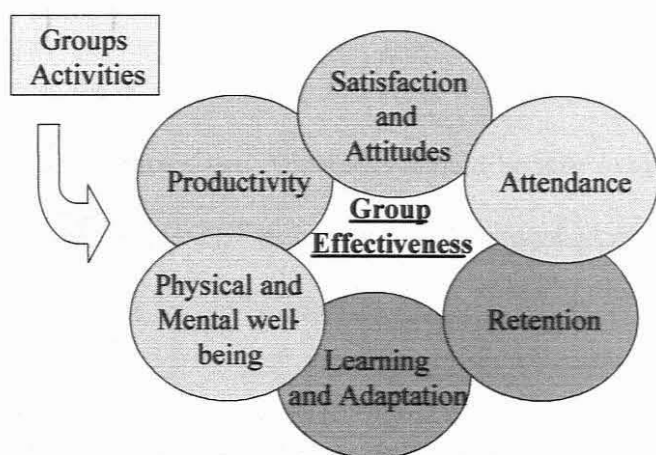 Groups
Activities
Satisfaction
and
Attitudes
Productivity
Attendance
Group
Effectiveness
Physical and
Mental well-
being
Retention
Learning
and Adaptation